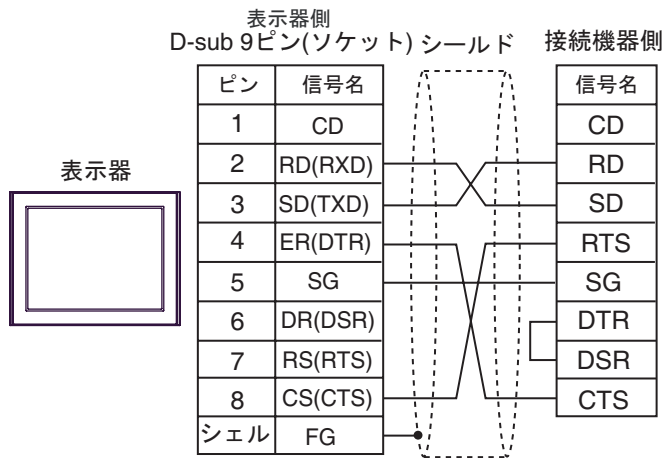 表示器側
D-sub 9ピン(ソケット) シールド 接続機器側
ピン 信号名 信号名
1 CD CD
表示器
2 RD(RXD) RD
3 SD(TXD) SD
4 ER(DTR) RTS
5 SG SG
6 DR(DSR) DTR
7 RS(RTS) DSR
8 CS(CTS) CTS
シェル FG